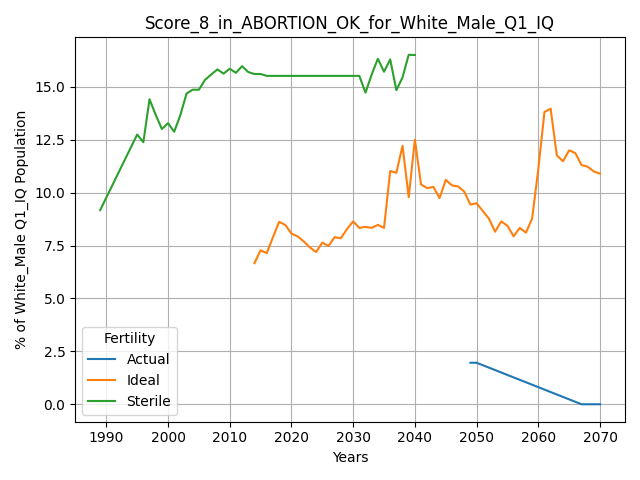 Score_8_in_ABORTION_OK_for_White_Male_Q1_IQ
% of White_Male Q1_IQ Population
15.0
12.5
10.0
7.5
5.0
2.5
0.0
Fertility
Actual
Ideal
Sterile
1990 2000 2010 2020 2030 2040 2050 2060 2070
Years